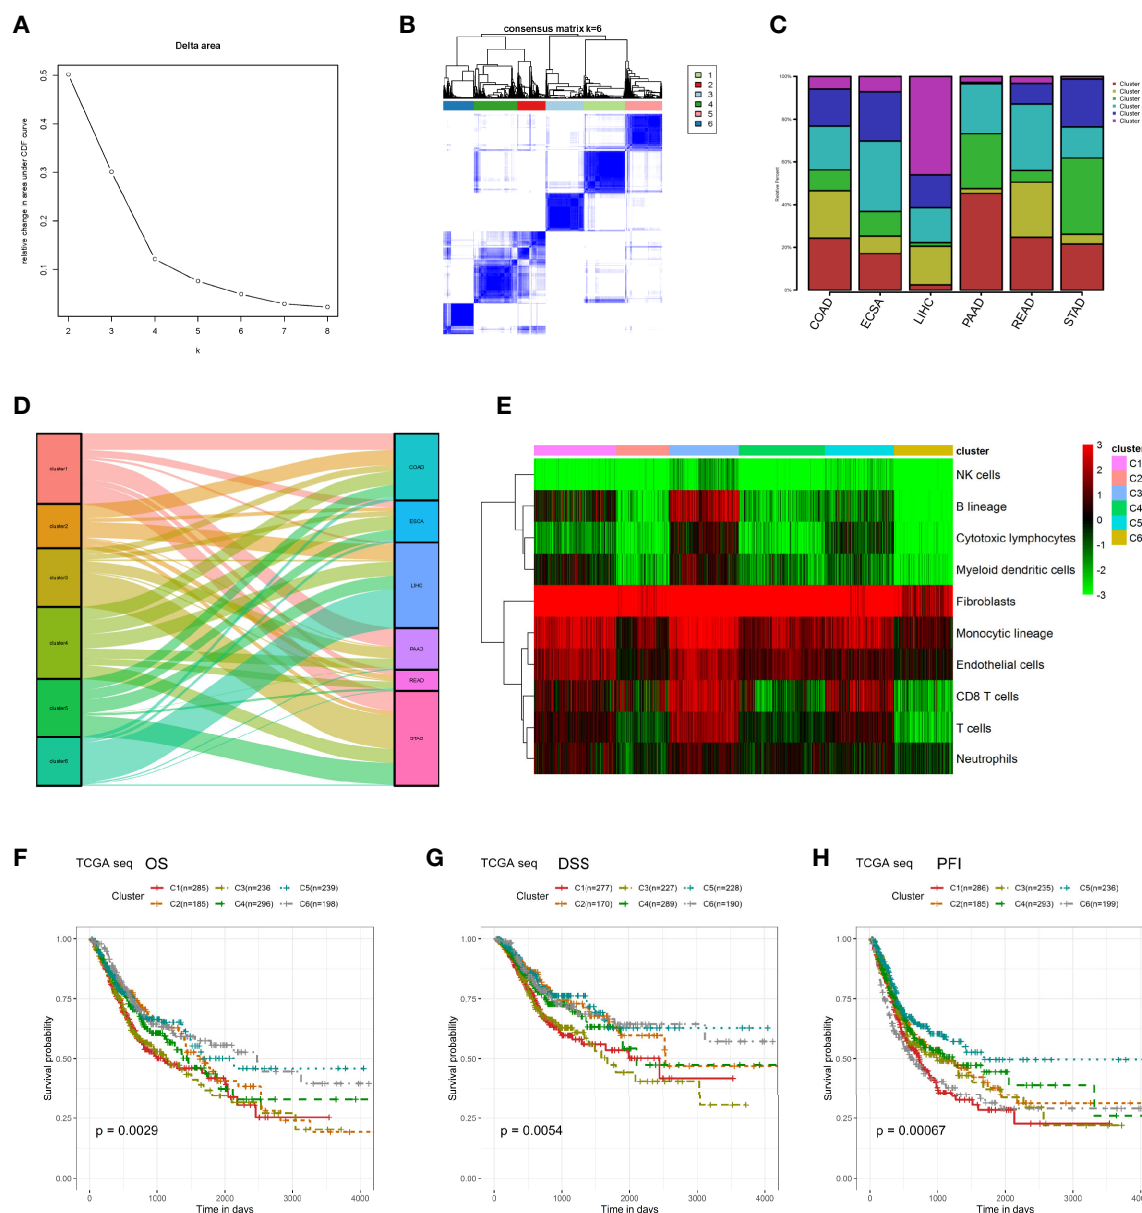 A
Delta area
relative change in area under CDF curve
0.5
0.4
0.3
0.2
0.1
2 3 4 5 6 7 8
k
B
consensus matrix k=6
1
2
3
4
5
6
C
Relative Percent
100%
80%
60%
40%
20%
0%
COAD
ECSA
LIHC
PAAD
READ
STAD
Cluster
Cluster
Cluster
Cluster
Cluster
Cluster
D
cluster1
cluster2
cluster3
cluster4
cluster5
cluster6
COAD
ESCA
LIHC
PAAD
READ
STAD
E
cluster
NK cells
B lineage
Cytotoxic lymphocytes
Myeloid dendritic cells
Fibroblasts
Monocytic lineage
Endothelial cells
CD8 T cells
T cells
Neutrophils
3
2
1
0
-1
-2
-3
cluster
C1
C2
C3
C4
C5
C6
F
TCGA seq OS
Cluster
C1(n=285) C3(n=236 C5(n=239)
C2(n=185) C4(n=296) C6(n=198)
Survival probability
1.00
0.75
0.50
0.25
0.00
p = 0.0029
0 1000 2000 3000 4000
Time in days
G
TCGA seq DSS
Cluster
C1(n=277) C3(n=227) C5(n=228)
C2(n=170) C4(n=289) C6(n=190)
Survival probability
1.00
0.75
0.50
0.25
0.00
p = 0.0054
0 1000 2000 3000 4000
Time in days
H
TCGA seq PFI
Cluster
C1(n=286) C3(n=235) C5(n=236)
C2(n=185) C4(n=293) C6(n=199)
Survival probability
1.00
0.75
0.50
0.25
0.00
p = 0.00067
0 1000 2000 3000 4000
Time in days